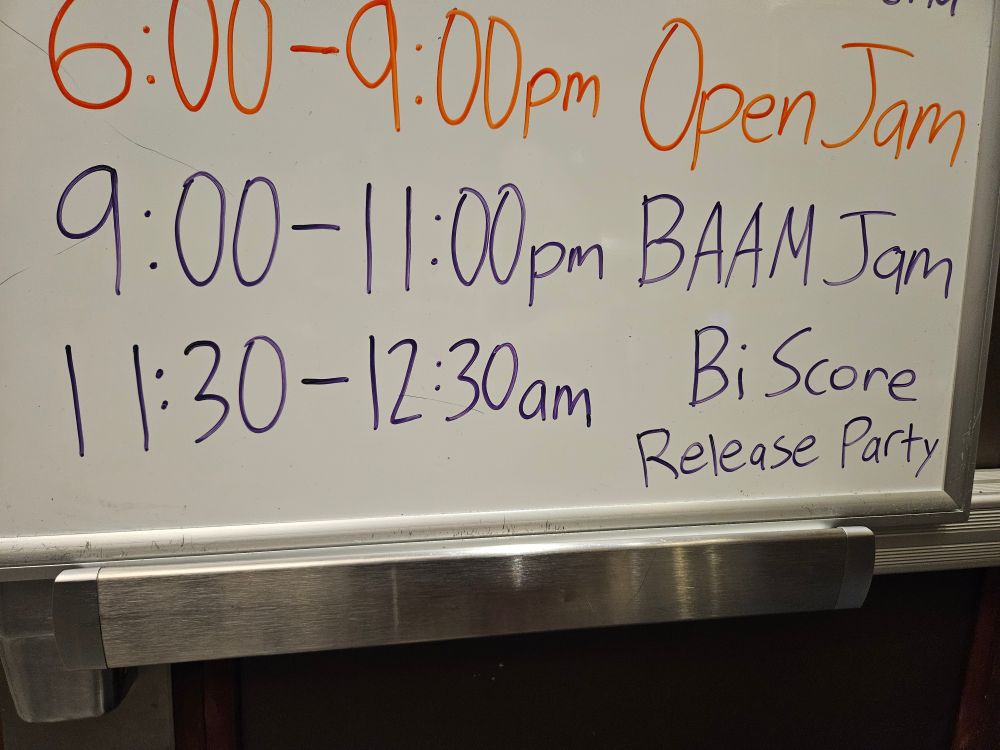 6:00-9:00pm Open Jam
9:00-11:00pm BAAM Jam
11:30-12:30am Bi Score
Release Party